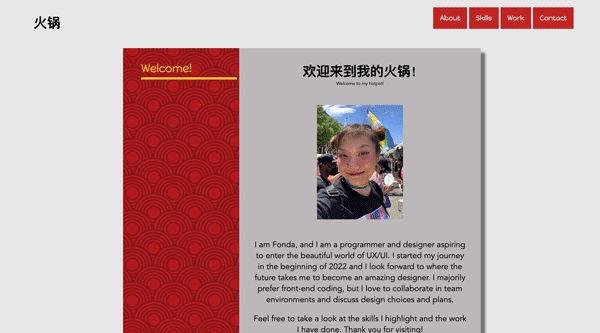 火锅
About Skills Work Contact
Welcome!
欢迎来到我的火锅!
Welcome to my hotpot!
I am Fonda, and I am a programmer and designer aspiring
to enter the beautiful world of UX/UI. I started my journey
in the beginning of 2022 and I look forward to where the
future takes me to become an amazing designer. I majorily
prefer front-end coding, but I love to collaborate in team
environments and discuss design choices and plans.
Feel free to take a look at the skills I highlight and the work
I have done. Thank you for visiting!